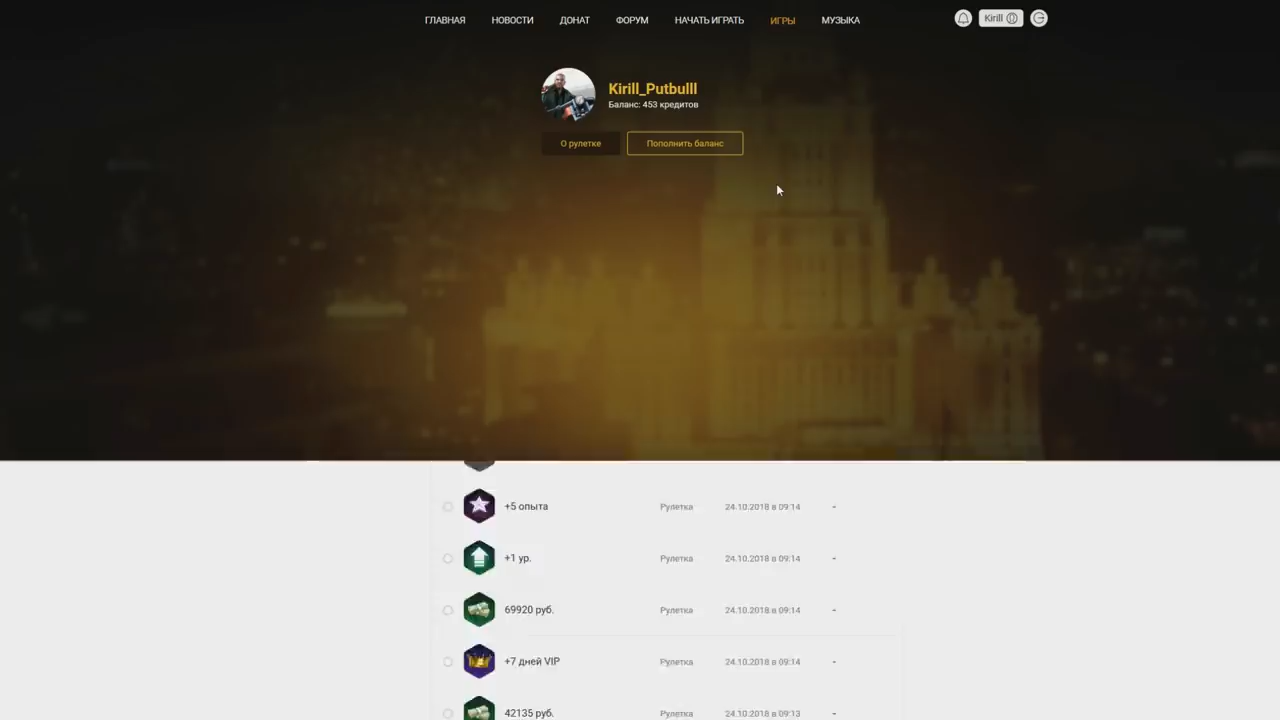 ГЛАВНАЯ НОВОСТИ ДОНАТ ФОРУМ НАЧАТЬ ИГРАТЬ ИГРЫ МУЗЫКА Kirill
Kirill_Putbulll
Баланс: 453 кредитов
О рулетке Пополнить баланс
+5 опыта Рулетка 24.10.2018 в 09:14 -
+1 ур. Рулетка 24.10.2018 в 09:14 -
69920 руб. Рулетка 24.10.2018 в 09:14 -
+7 дней VIP Рулетка 24.10.2018 в 09:14 -
42135 руб. Рулетка 24.10.2018 в 09:13 -